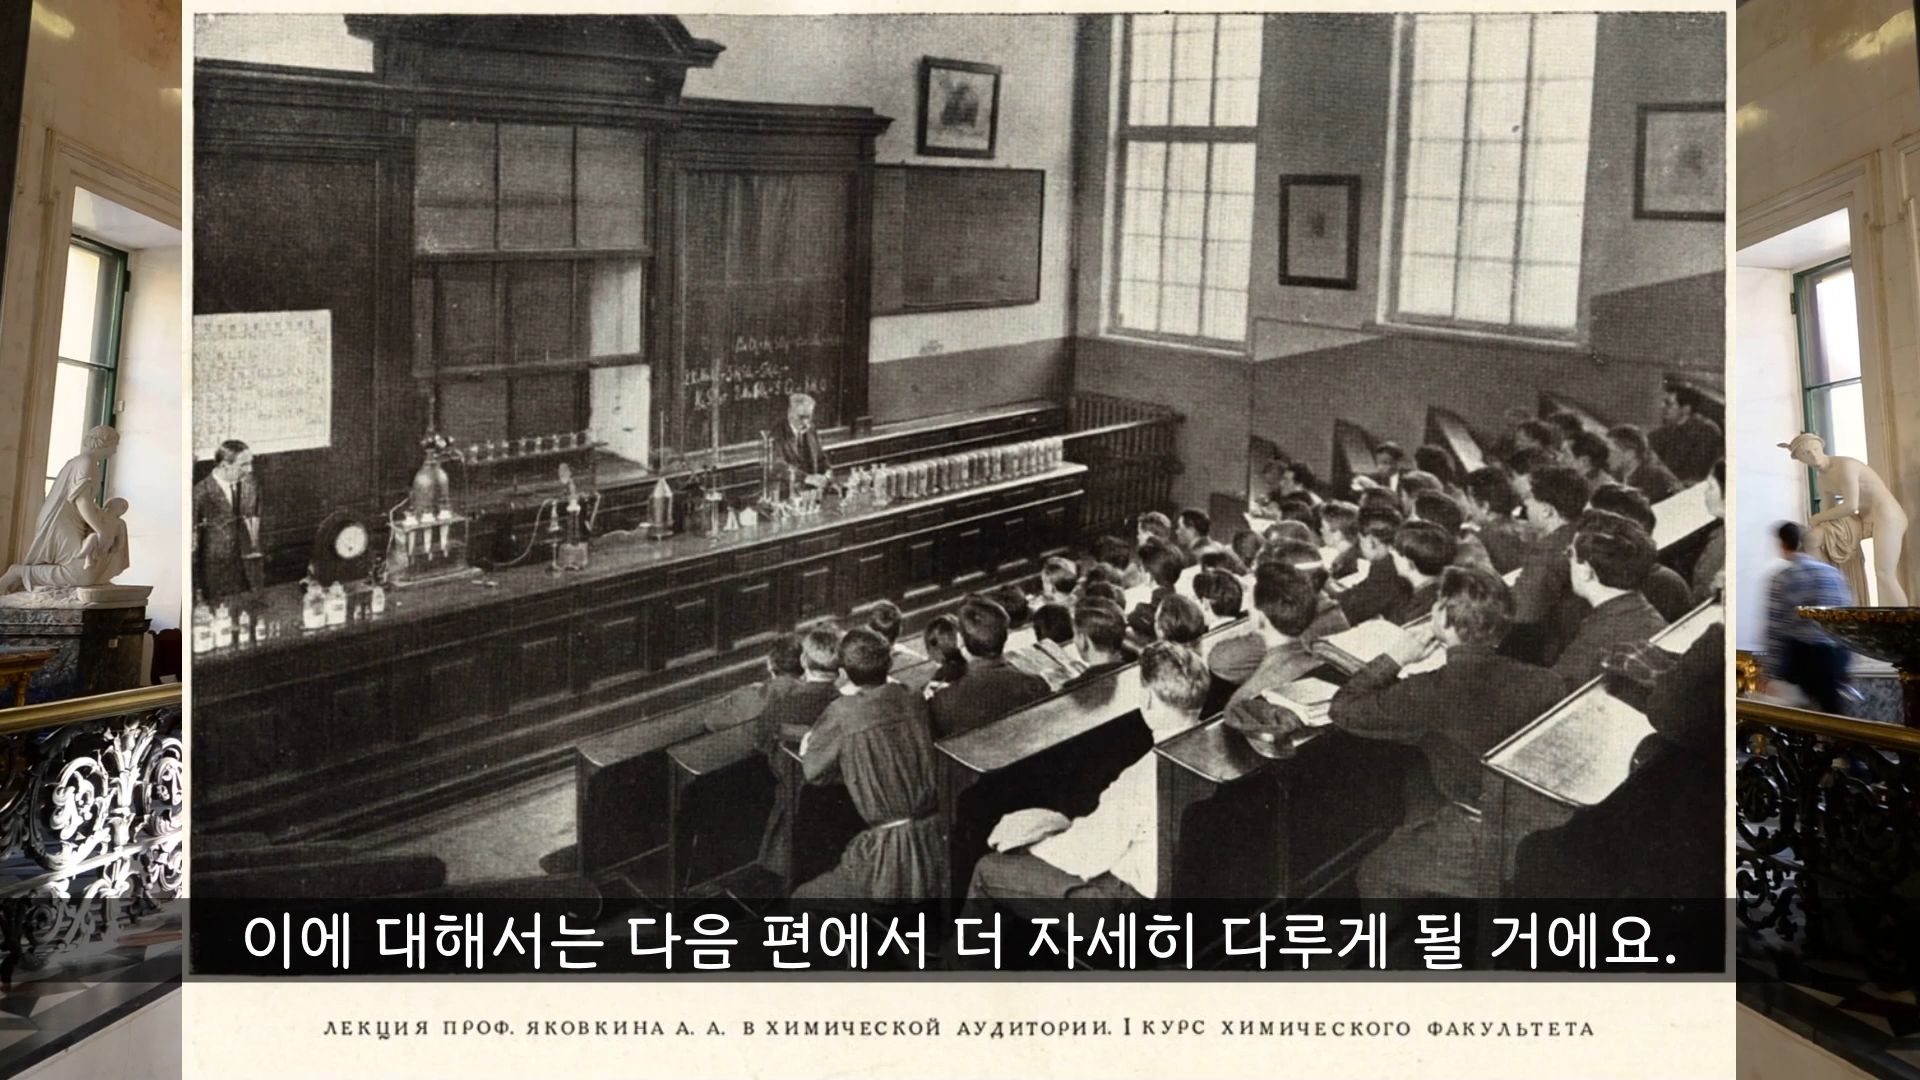 이에 대해서는 다음 편에서 더 자세히 다루게 될 거에요.
ЛЕКЦИЯ ПРОФ. ЯКОВКИНА А. А. В ХИМИЧЕСКОЙ АУДИТОРИИ. I КУРС ХИМИЧЕСКОГО ФАКУЛЬТЕТА